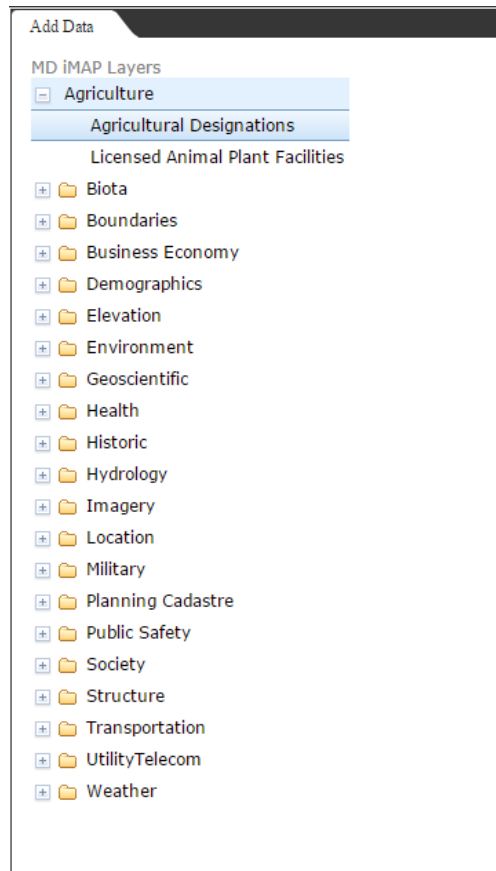 Add Data
MD iMAP Layers
Agriculture
Agricultural Designations
Licensed Animal Plant Facilities
Biota
Boundaries
Business Economy
Demographics
Elevation
Environment
Geoscientific
Health
Historic
Hydrology
Imagery
Location
Military
Planning Cadastre
Public Safety
Society
Structure
Transportation
UtilityTelecom
Weather